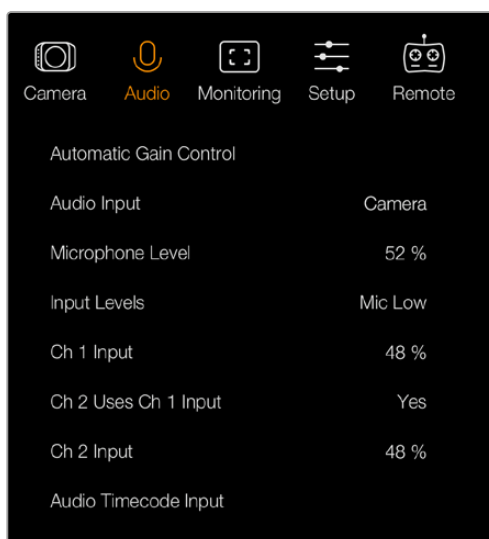 Camera Audio Monitoring Setup Remote
Automatic Gain Control
Audio Input Camera
Microphone Level 52 %
Input Levels Mic Low
Ch 1 Input 48 %
Ch 2 Uses Ch 1 Input Yes
Ch 2 Input 48 %
Audio Timecode Input